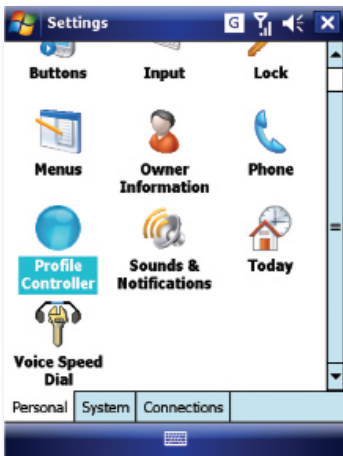 Settings
G
Buttons Input Lock
Menus Owner Information Phone
Profile Controller Sounds & Notifications Today
Voice Speed Dial
Personal System Connections